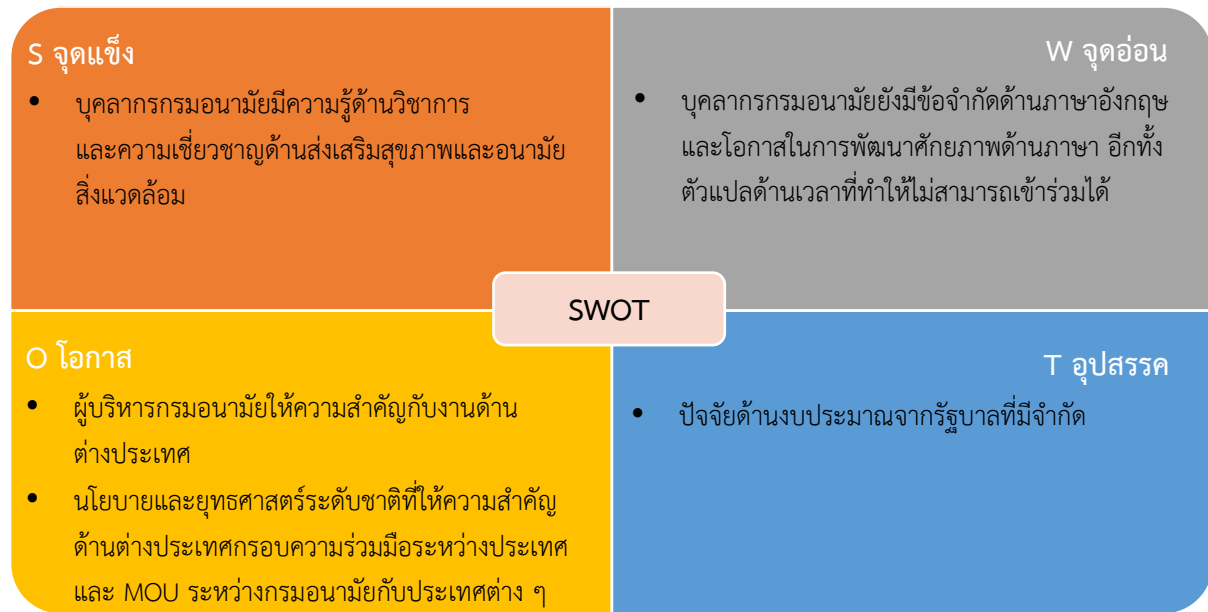 S จุดแข็ง
• บุคลากรกรมอนามัยมีความรู้ด้านวิชาการ
และความเชี่ยวชาญด้านส่งเสริมสุขภาพและอนามัย
สิ่งแวดล้อม
W จุดอ่อน
• บุคลากรกรมอนามัยยังมีข้อจำกัดด้านภาษาอังกฤษ
และโอกาสในการพัฒนาศักยภาพด้านภาษา อีกทั้ง
ตัวแปลด้านเวลาที่ทำให้ไม่สามารถเข้าร่วมได้
SWOT
O โอกาส
• ผู้บริหารกรมอนามัยให้ความสำคัญกับงานด้าน
ต่างประเทศ
• นโยบายและยุทธศาสตร์ระดับชาติที่ให้ความสำคัญ
ด้านต่างประเทศกรอบความร่วมมือระหว่างประเทศ
และ MOU ระหว่างกรมอนามัยกับประเทศต่าง ๆ
T อุปสรรค
• ปัจจัยด้านงบประมาณจากรัฐบาลที่มีจำกัด